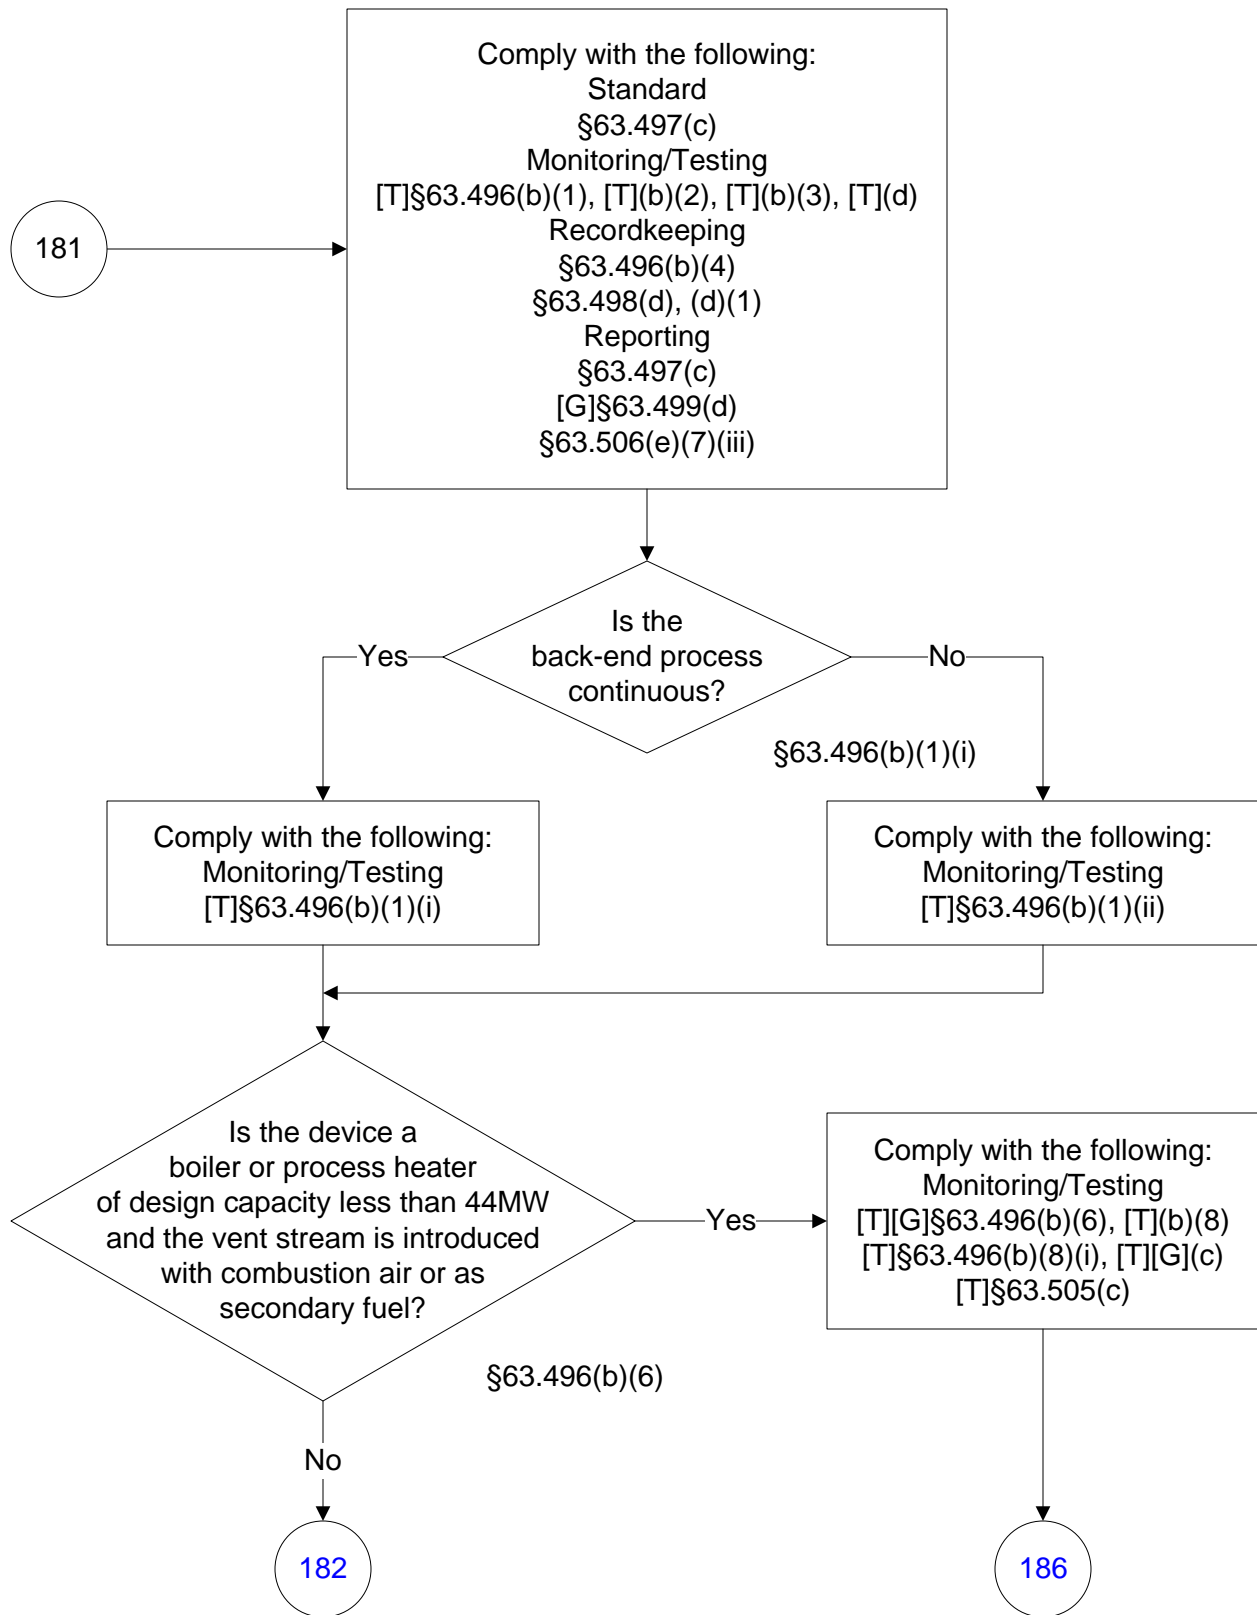 Comply with the following:
Standard
§63.497(c)
Monitoring/Testing
[T]§63.496(b)(1), [T](b)(2), [T](b)(3), [T](d)
Recordkeeping
§63.496(b)(4)
§63.498(d), (d)(1)
Reporting
§63.497(c)
[G]§63.499(d)
§63.506(e)(7)(iii)
181
Is the
back-end process
continuous?
Yes
No
§63.496(b)(1)(i)
Comply with the following:
Monitoring/Testing
[T]§63.496(b)(1)(i)
Comply with the following:
Monitoring/Testing
[T]§63.496(b)(1)(ii)
Is the device a
boiler or process heater
of design capacity less than 44MW
and the vent stream is introduced
with combustion air or as
secondary fuel?
Yes
Comply with the following:
Monitoring/Testing
[T][G]§63.496(b)(6), [T](b)(8)
[T]§63.496(b)(8)(i), [T][G](c)
[T]§63.505(c)
§63.496(b)(6)
No
182
186